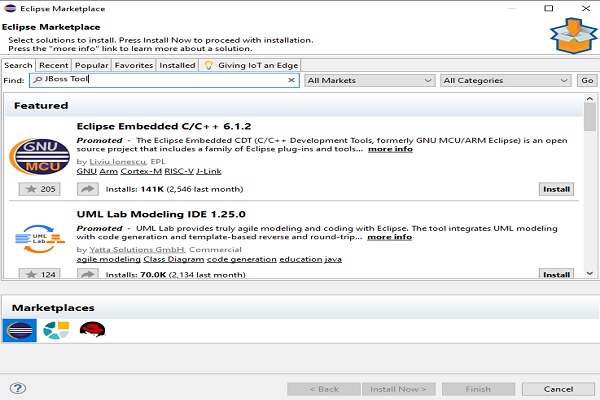 Eclipse Marketplace
Eclipse Marketplace
Select solutions to install. Press Install Now to proceed with installation.
Press the "more info" link to learn more about a solution.
Search Recent Popular Favorites Installed Giving IoT an Edge
Find: JBoss Tool All Markets All Categories Go
Featured
Eclipse Embedded C/C++ 6.1.2
Promoted - The Eclipse Embedded CDT (C/C++ Development Tools, formerly GNU MCU/ARM Eclipse) is an open
source project that includes a family of Eclipse plug-ins and tools... more info
by Liviu Ionescu, EPL
GNU Arm Cortex-M RISC-V J-Link
GNU
MCU
205 Installs: 141K (2,546 last month) Install
UML Lab Modeling IDE 1.25.0
Promoted - UML Lab provides truly agile modeling and coding with Eclipse. The tool integrates UML modeling
with code generation and template-based reverse and round-trip... more info
by Yatta Solutions GmbH, Commercial
agile modeling Class Diagram code generation education java
UML
Lab
124 Installs: 70.0K (2,134 last month) Install
Marketplaces
? < Back Install Now > Finish Cancel